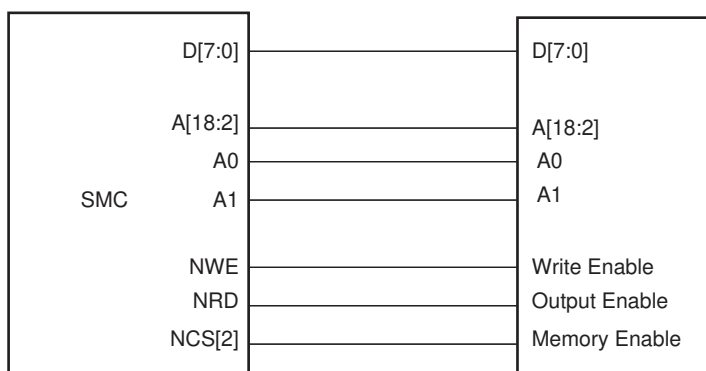 D[7:0] D[7:0]
A[18:2] A[18:2]
A0 A0
SMC A1 A1
NWE Write Enable
NRD Output Enable
NCS[2] Memory Enable